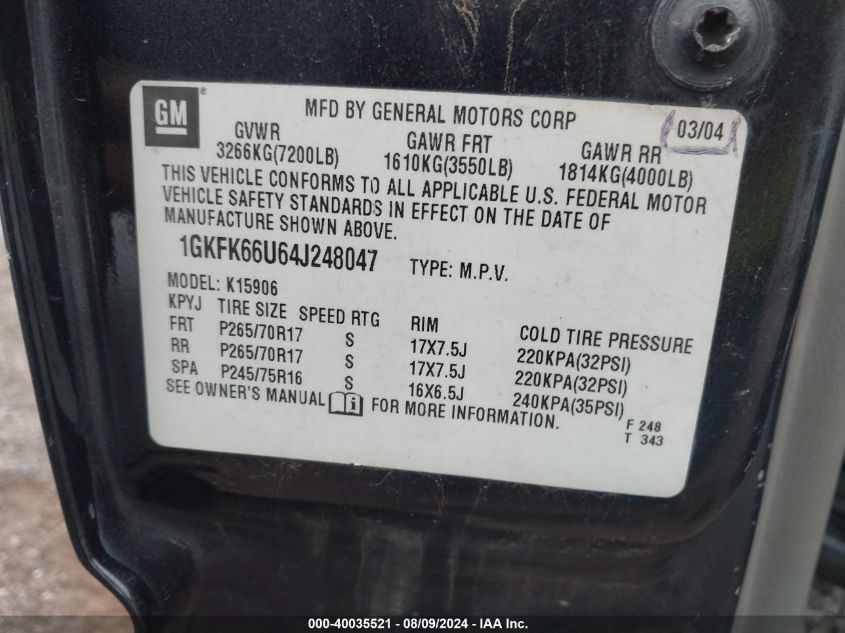 GM ®
MFD BY GENERAL MOTORS CORP 03/04
GVWR GAWR FRT GAWR RR
3266KG(7200LB) 1610KG(3550LB) 1814KG(4000LB)
THIS VEHICLE CONFORMS TO ALL APPLICABLE U.S. FEDERAL MOTOR
VEHICLE SAFETY STANDARDS IN EFFECT ON THE DATE OF
MANUFACTURE SHOWN ABOVE.
1GKFK66U64J248047 TYPE: M.P.V.
MODEL: K15906
KPYJ TIRE SIZE SPEED RTG RIM COLD TIRE PRESSURE
FRT P265/70R17 S 17X7.5J 220KPA(32PSI)
RR P265/70R17 S 17X7.5J 220KPA(32PSI)
SPA P245/75R16 S 16X6.5J 240KPA(35PSI)
SEE OWNER'S MANUAL i FOR MORE INFORMATION.
F 248
T 343
000-40035521 - 08/09/2024 - IAA Inc.